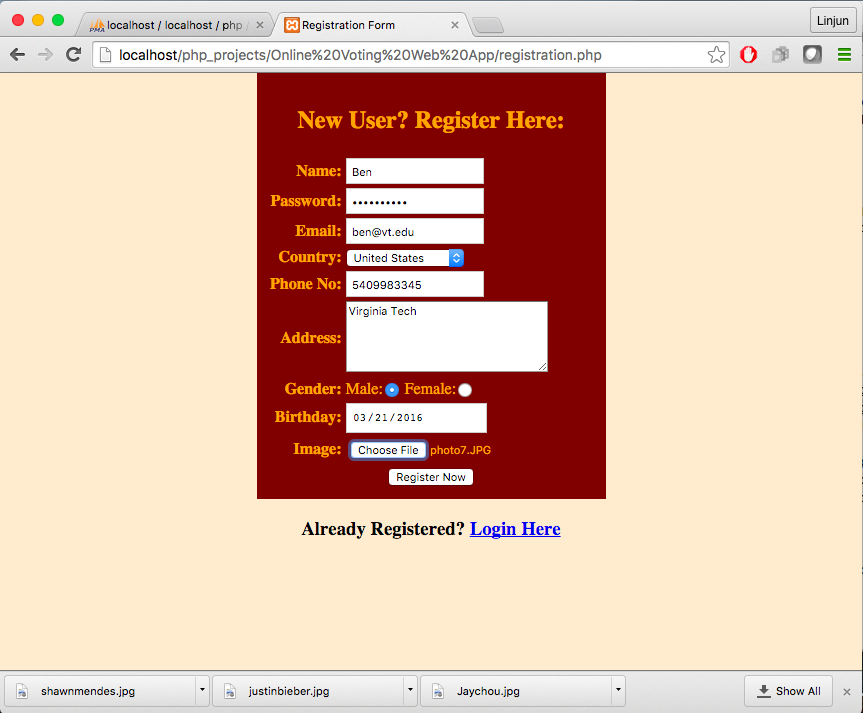 localhost / localhost / php /
Registration Form
Linjun
localhost/php_projects/Online%20Voting%20Web%20App/registration.php
New User? Register Here:
Name: Ben
Password: ••••••••••
Email: ben@vt.edu
Country: United States
Phone No: 5409983345
Address: Virginia Tech
Gender: Male: Female:
Birthday: 03/21/2016
Image: Choose File photo7.JPG
Register Now
Already Registered? Login Here
shawnmendes.jpg
justinbieber.jpg
Jaychou.jpg
Show All